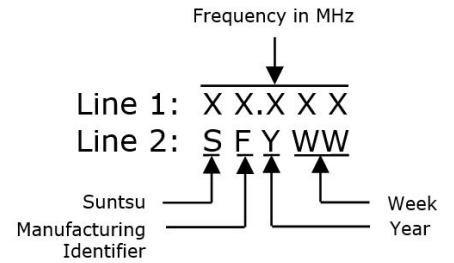 Frequency in MHz
Line 1: X X.X X X
Line 2: S F Y WW
Suntsu
Week
Manufacturing
Identifier
Year